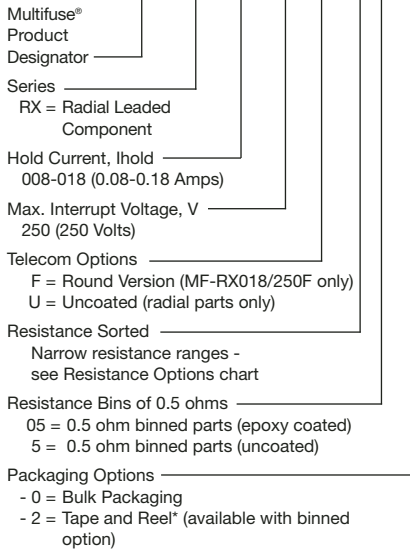 Multifuse®
Product
Designator
Series
RX = Radial Leaded
Component
Hold Current, Ihold
008-018 (0.08-0.18 Amps)
Max. Interrupt Voltage, V
250 (250 Volts)
Telecom Options
F = Round Version (MF-RX018/250F only)
U = Uncoated (radial parts only)
Resistance Sorted
Narrow resistance ranges -
see Resistance Options chart
Resistance Bins of 0.5 ohms
05 = 0.5 ohm binned parts (epoxy coated)
5 = 0.5 ohm binned parts (uncoated)
Packaging Options
- 0 = Bulk Packaging
- 2 = Tape and Reel* (available with binned
option)